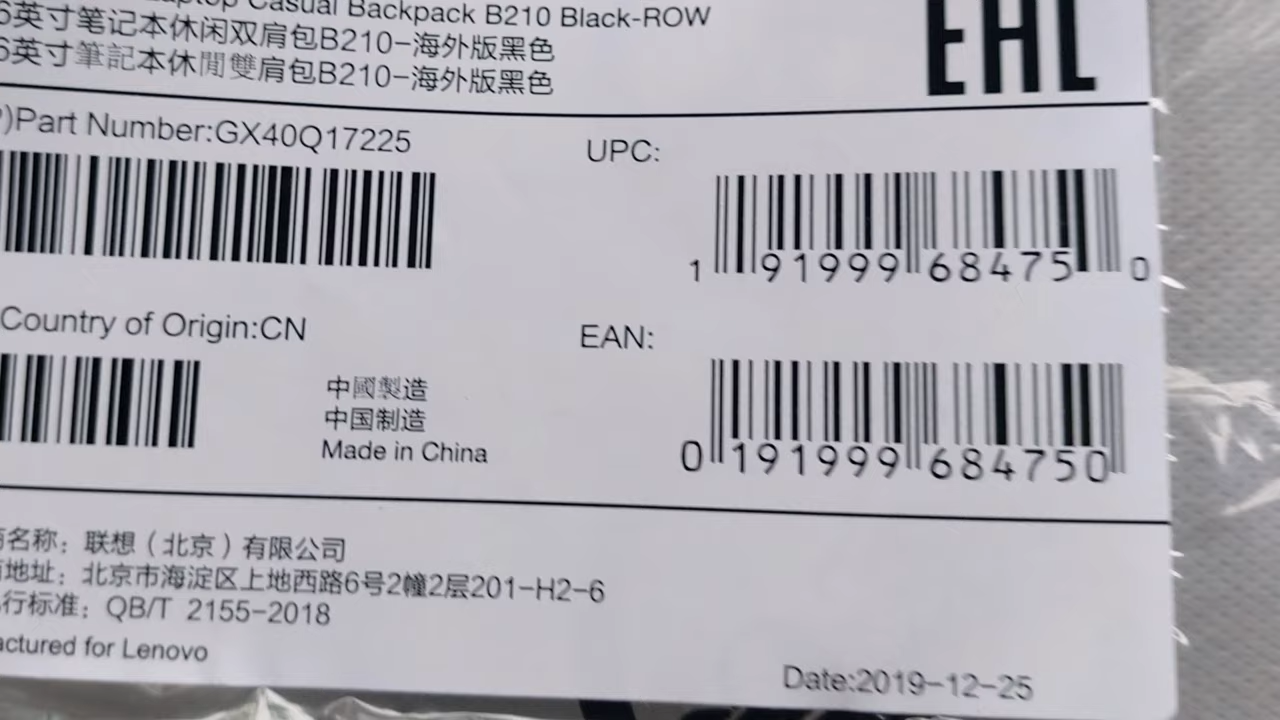 Casual Backpack B210 Black-ROW
6英寸笔记本休闲双肩包B210-海外版黑色
6英寸筆記本休閒雙肩包B210-海外版黑色
EAC
)Part Number:GX40Q17225
UPC:
1 91999 68475 0
Country of Origin:CN
EAN:
中國製造
中国制造
Made in China
0 191999 684750
名称：联想（北京）有限公司
地址：北京市海淀区上地西路6号2幢2层201-H2-6
行标准：QB/T 2155-2018
actured for Lenovo
Date:2019-12-25